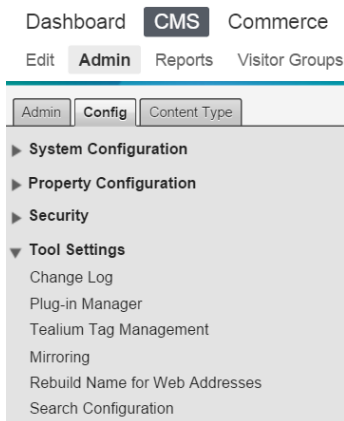 Dashboard CMS Commerce
Edit Admin Reports Visitor Groups
Admin Config Content Type
System Configuration
Property Configuration
Security
Tool Settings
Change Log
Plug-in Manager
Tealium Tag Management
Mirroring
Rebuild Name for Web Addresses
Search Configuration